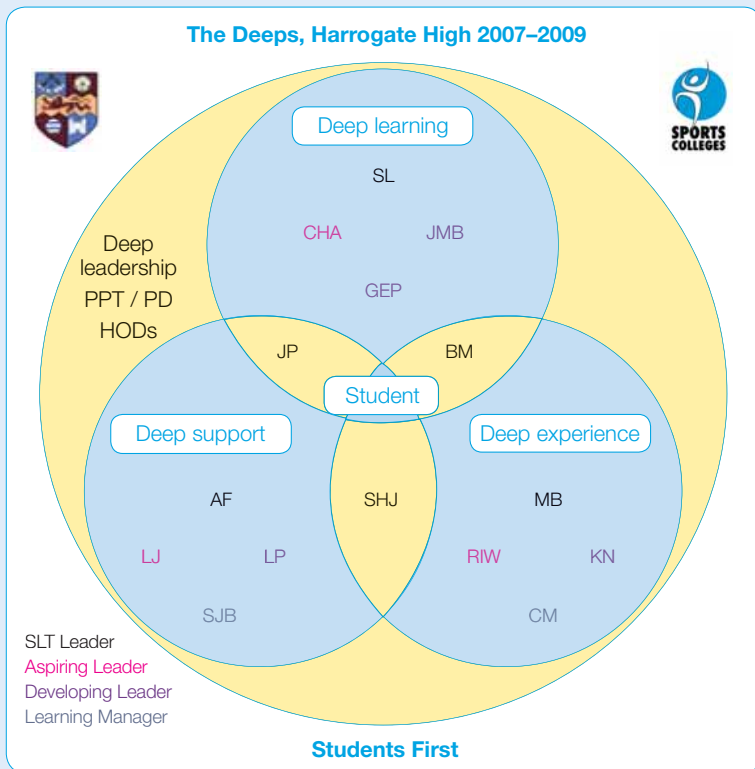 The Deeps, Harrogate High 2007–2009
SPORTS
COLLEGES
Deep learning
SL
CHA JMB
GEP
Deep
leadership
PPT / PD
HODs
JP BM
Student
Deep support Deep experience
AF SHJ MB
LJ LP RIW KN
SJB CM
SLT Leader
Aspiring Leader
Developing Leader
Learning Manager
Students First